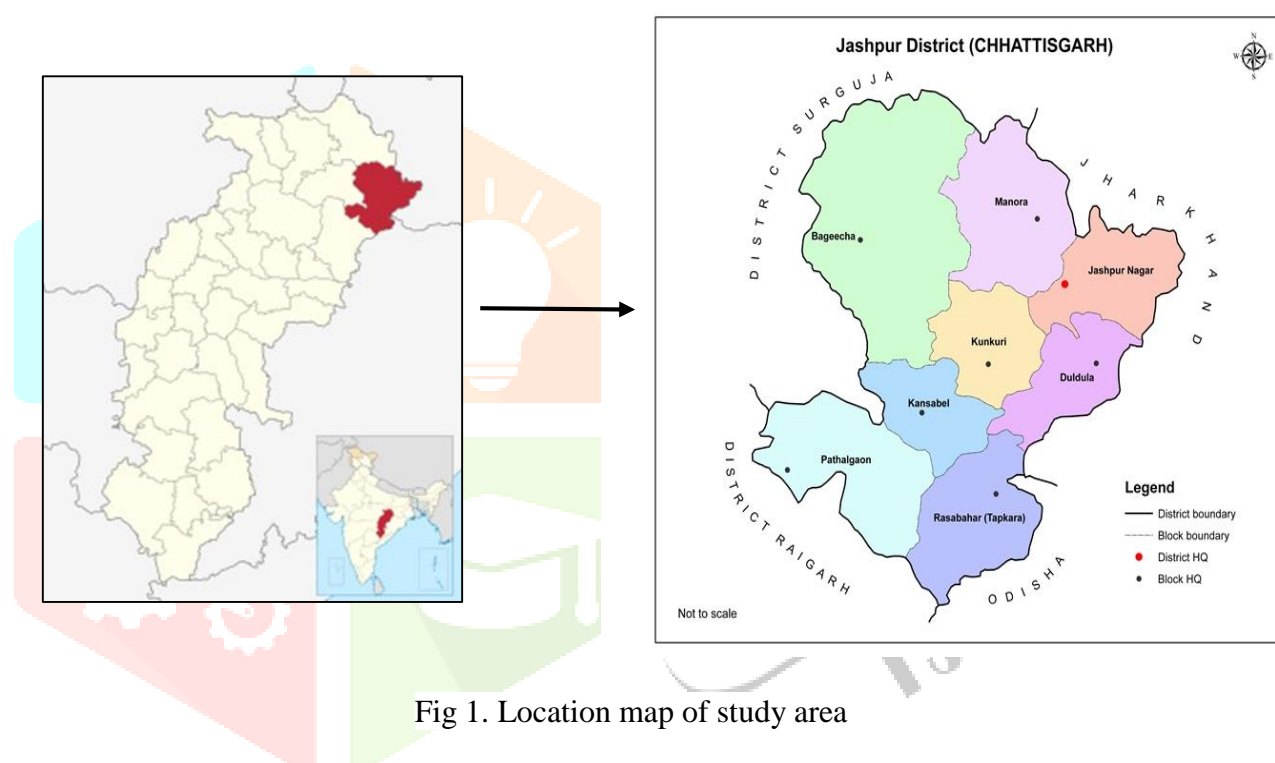 Jashpur District (CHHATTISGARH)
N
W E
S
DISTRICT SURGUJA
JHARKHAND
Manora
Bageecha
Jashpur Nagar
Kunkuri
Duldula
Kansabel
Pathalgaon
Rasabahar (Tapkara)
DISTRICT RAIGARH
ODISHA
Legend
District boundary
Block boundary
District HQ
Block HQ
Not to scale
Fig 1. Location map of study area